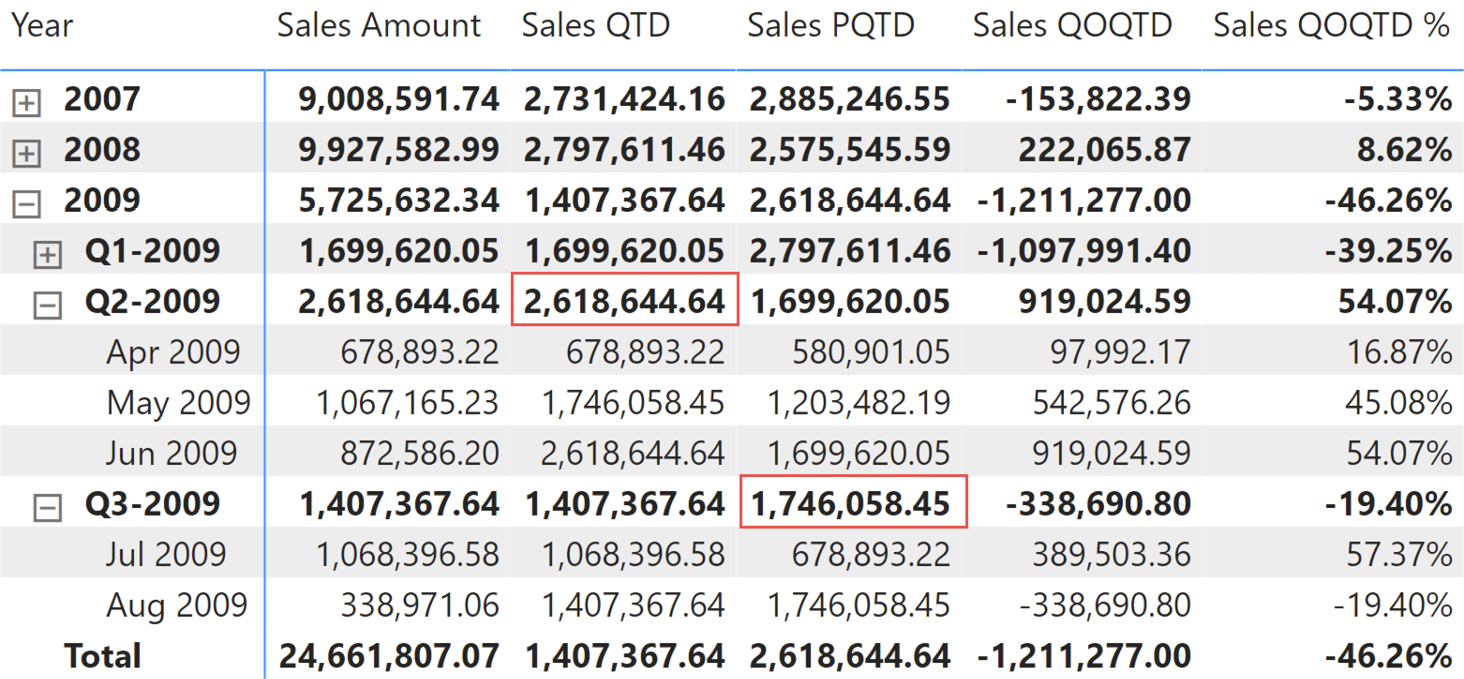 Year Sales Amount Sales QTD Sales PQTD Sales QOQTD Sales QOQTD %
2007 9,008,591.74 2,731,424.16 2,885,246.55 -153,822.39 -5.33%
2008 9,927,582.99 2,797,611.46 2,575,545.59 222,065.87 8.62%
2009 5,725,632.34 1,407,367.64 2,618,644.64 -1,211,277.00 -46.26%
Q1-2009 1,699,620.05 1,699,620.05 2,797,611.46 -1,097,991.40 -39.25%
Q2-2009 2,618,644.64 2,618,644.64 1,699,620.05 919,024.59 54.07%
Apr 2009 678,893.22 678,893.22 580,901.05 97,992.17 16.87%
May 2009 1,067,165.23 1,746,058.45 1,203,482.19 542,576.26 45.08%
Jun 2009 872,586.20 2,618,644.64 1,699,620.05 919,024.59 54.07%
Q3-2009 1,407,367.64 1,407,367.64 1,746,058.45 -338,690.80 -19.40%
Jul 2009 1,068,396.58 1,068,396.58 678,893.22 389,503.36 57.37%
Aug 2009 338,971.06 1,407,367.64 1,746,058.45 -338,690.80 -19.40%
Total 24,661,807.07 1,407,367.64 2,618,644.64 -1,211,277.00 -46.26%